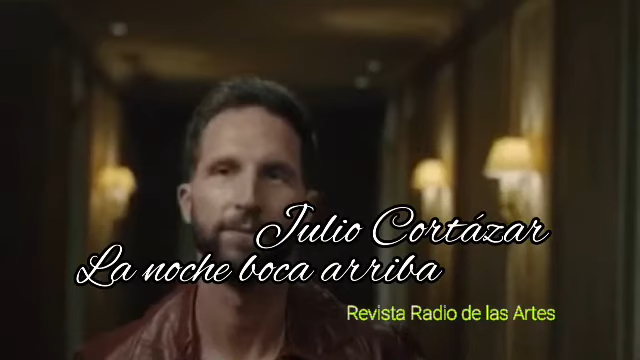 Julio Cortázar
La noche boca arriba
Revista Radio de las Artes